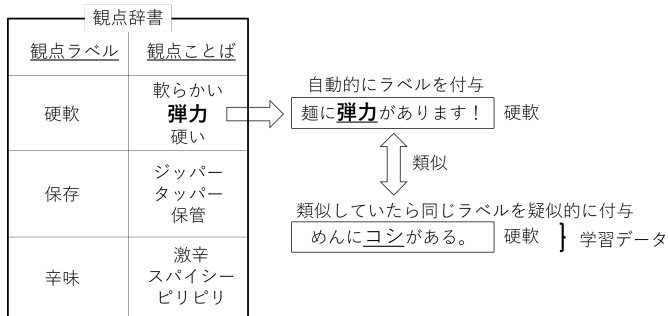 観点辞書
観点ラベル 観点ことば
硬軟
軟らかい
弾力
硬い
保存
ジッパー
タッパー
保管
辛味
激辛
スパイシー
ピリピリ
自動的にラベルを付与
麺に弾力があります！ 硬軟
類似
類似していたら同じラベルを疑似的に付与
めんにコシがある。 硬軟 } 学習データ